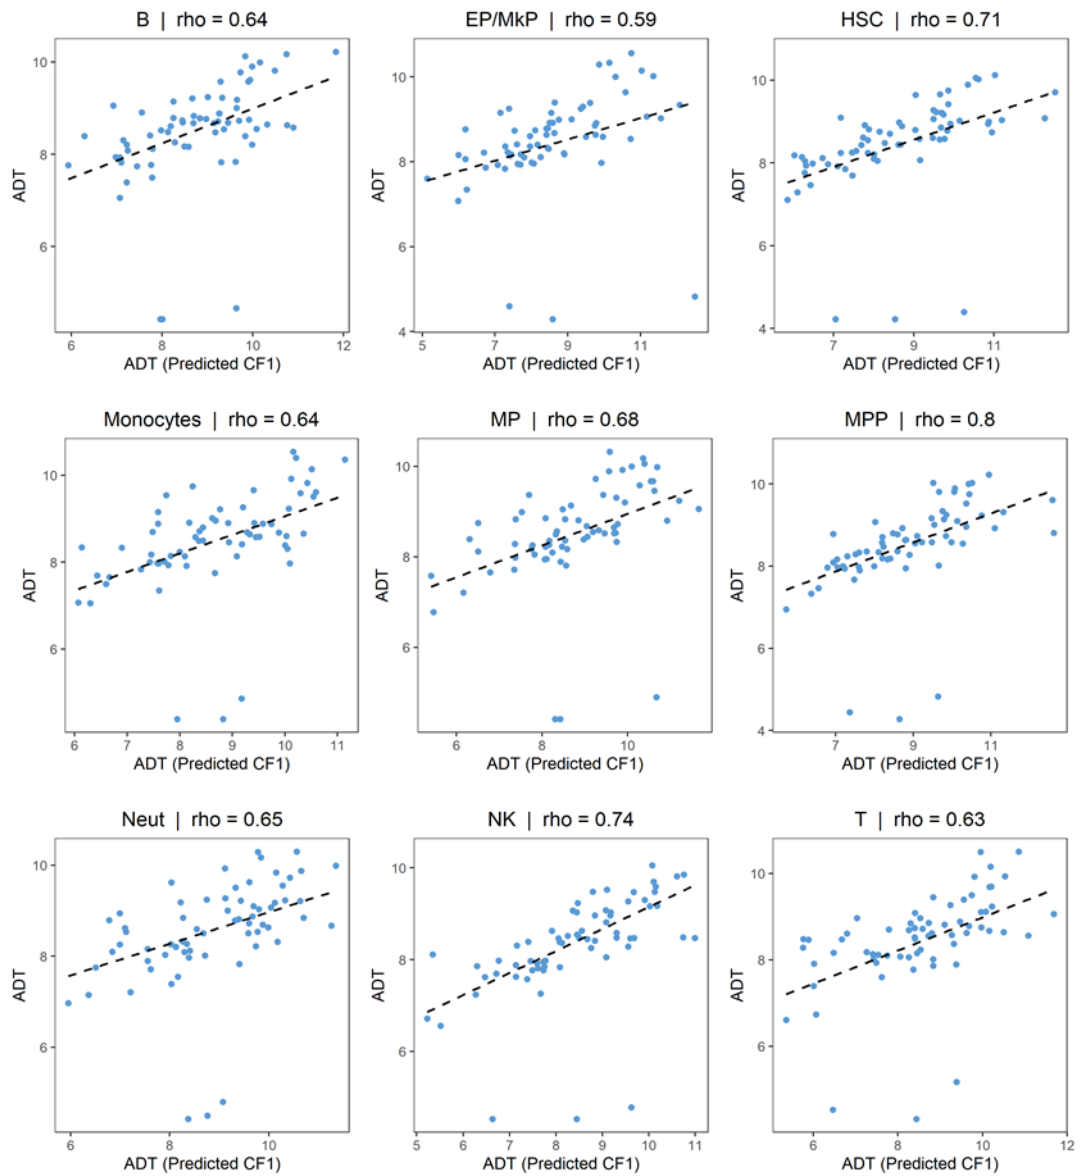 B | rho = 0.64
EP/MkP | rho = 0.59
HSC | rho = 0.71
10
8
6
ADT
6
8
10
12
ADT (Predicted CF1)
10
8
6
4
ADT
5
7
9
11
ADT (Predicted CF1)
10
8
6
4
ADT
7
9
11
ADT (Predicted CF1)
Monocytes | rho = 0.64
MP | rho = 0.68
MPP | rho = 0.8
10
8
6
ADT
6
7
8
9
10
11
ADT (Predicted CF1)
10
8
6
ADT
6
8
10
ADT (Predicted CF1)
10
8
6
4
ADT
7
9
11
ADT (Predicted CF1)
Neut | rho = 0.65
NK | rho = 0.74
T | rho = 0.63
10
8
6
ADT
6
8
10
ADT (Predicted CF1)
10
8
6
ADT
5
6
7
8
9
10
11
ADT (Predicted CF1)
10
8
6
4
ADT
6
8
10
12
ADT (Predicted CF1)